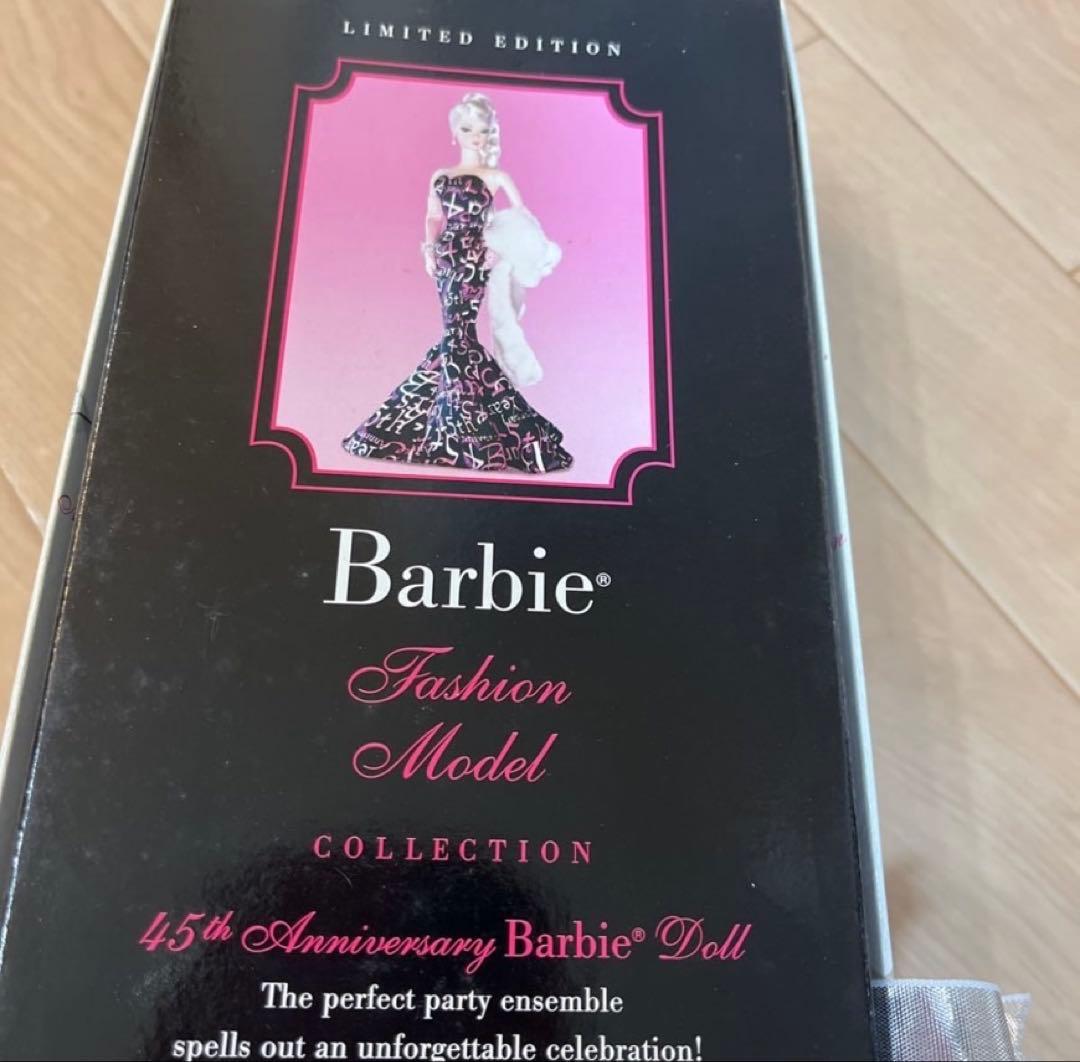 LIMITED EDITION
Barbie®
Fashion
Model
COLLECTION
45th Anniversary Barbie® Doll
The perfect party ensemble
spells out an unforgettable celebration!